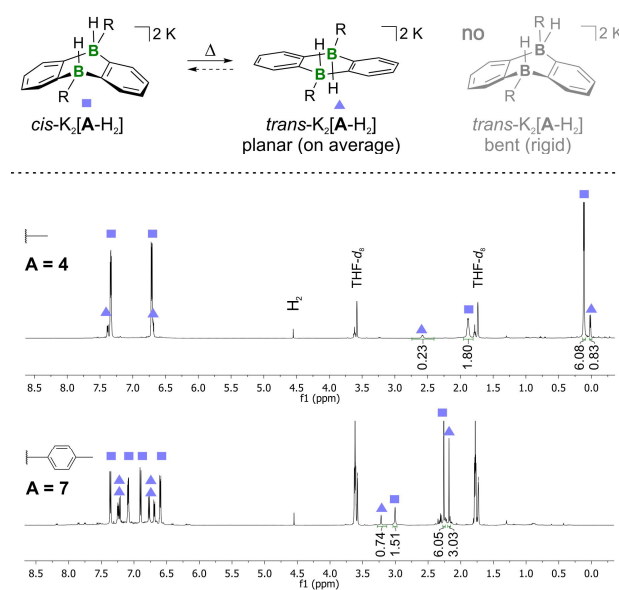 H R ]2 K
H B
B
R
cis-K₂[A-H₂]
Δ
H R ]2 K
B
B
R H
trans-K₂[A-H₂]
planar (on average)
no
R ]2 K
H B H
B
R
trans-K₂[A-H₂]
bent (rigid)
A = 4
H₂
THF-d₈
THF-d₈
0.23
1.80
6.08
0.83
8.5 8.0 7.5 7.0 6.5 6.0 5.5 5.0 4.5 4.0 3.5 3.0 2.5 2.0 1.5 1.0 0.5 0.0
f1 (ppm)
A = 7
0.74
1.51
6.05
3.03
8.5 8.0 7.5 7.0 6.5 6.0 5.5 5.0 4.5 4.0 3.5 3.0 2.5 2.0 1.5 1.0 0.5 0.0
f1 (ppm)